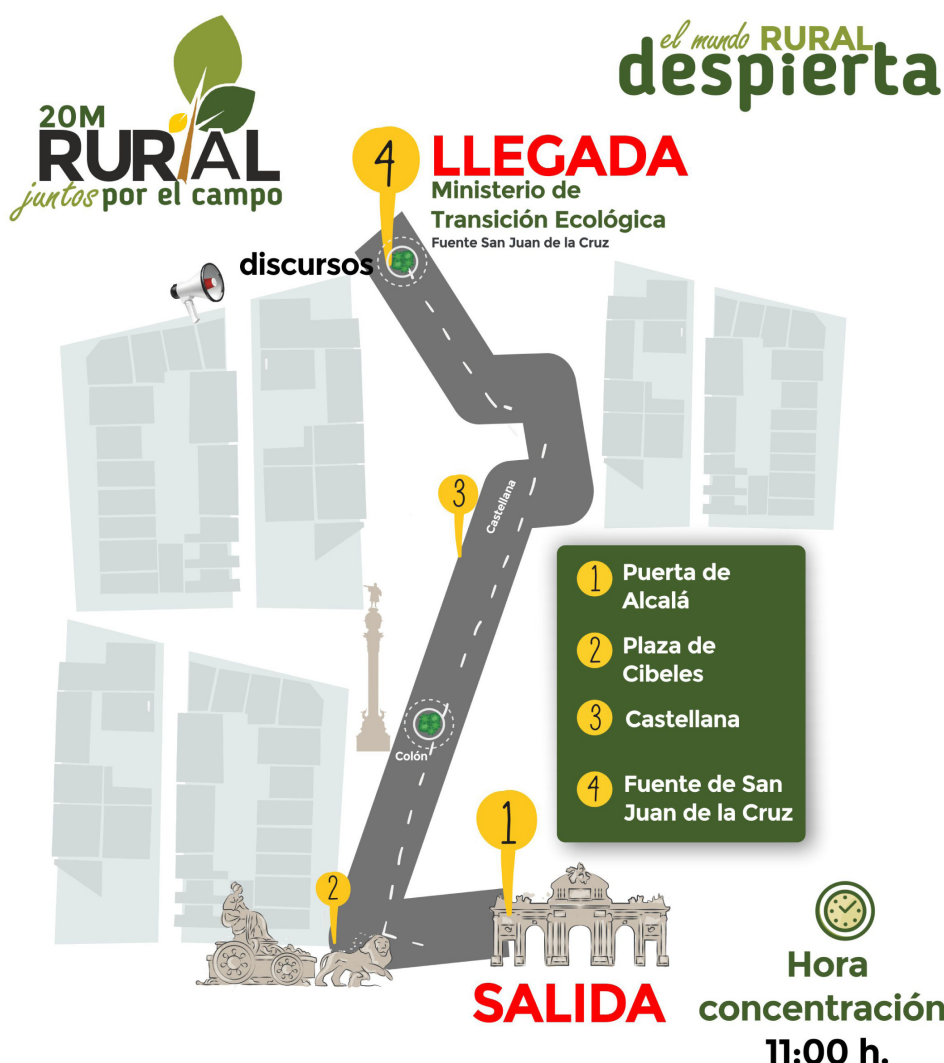 el mundo RURAL
despierta
20M
RURAL
juntos por el campo
4
LLEGADA
Ministerio de
Transición Ecológica
Fuente San Juan de la Cruz
discursos
3
Castellana
1 Puerta de
Alcalá
2 Plaza de
Cibeles
3 Castellana
4 Fuente de San
Juan de la Cruz
Colón
1
2
SALIDA
Hora
concentración
11:00 h.